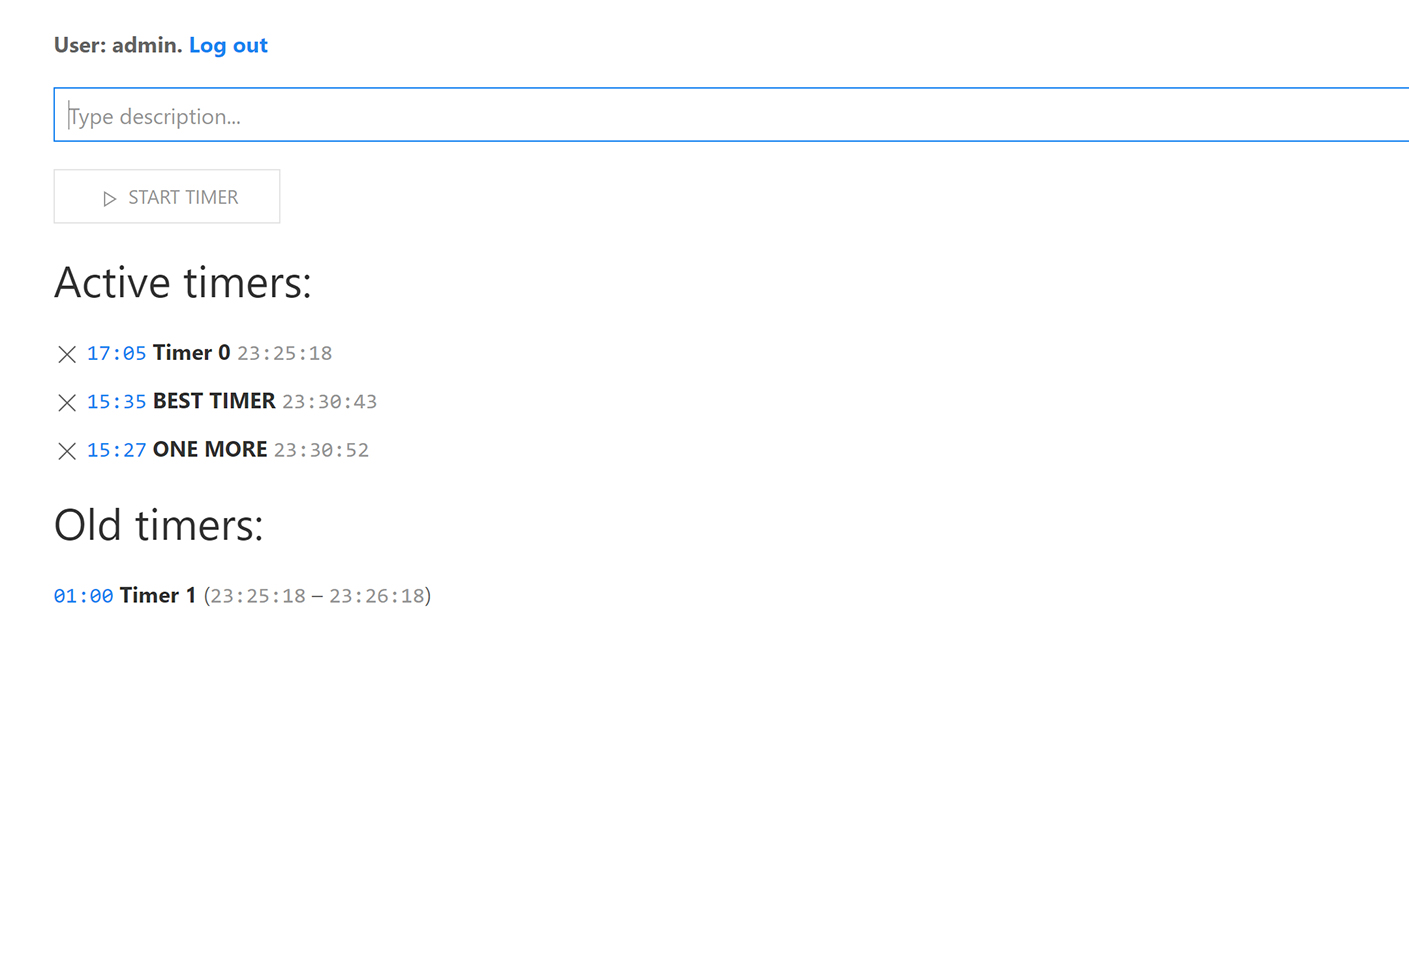 User: admin. Log out
Type description...
START TIMER
Active timers:
17:05 Timer 0 23:25:18
15:35 BEST TIMER 23:30:43
15:27 ONE MORE 23:30:52
Old timers:
01:00 Timer 1 (23:25:18 – 23:26:18)